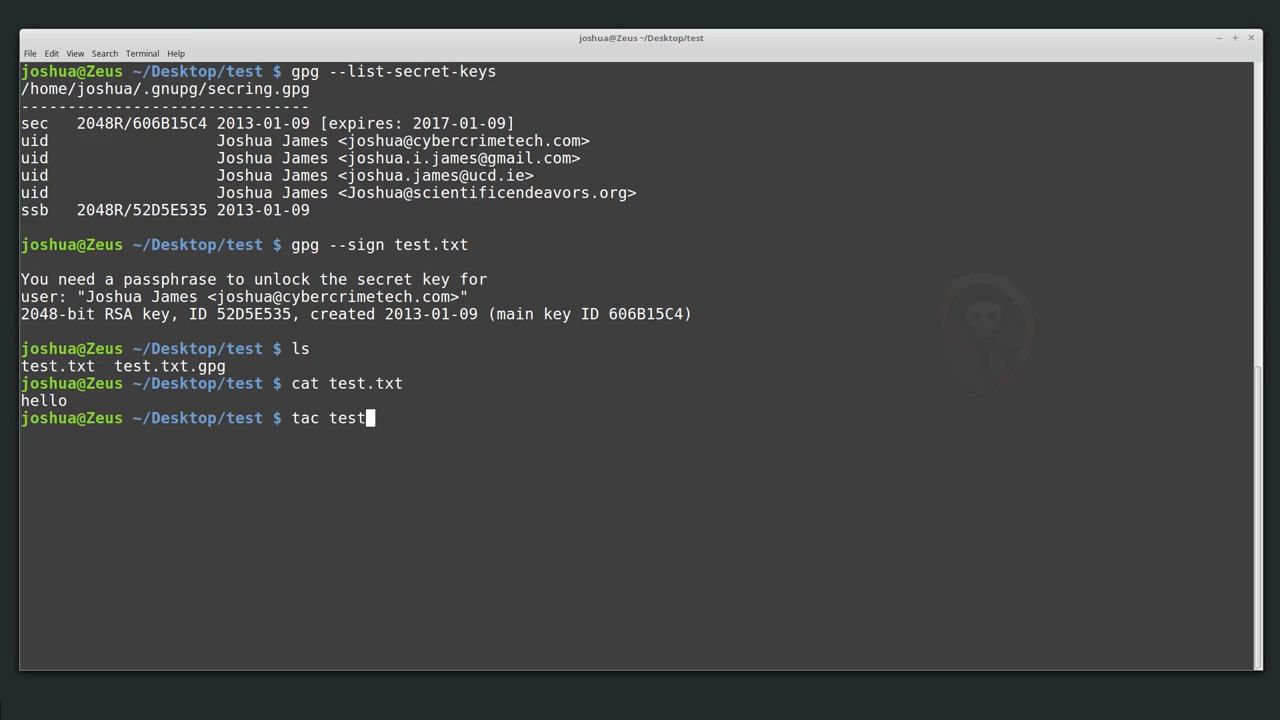 joshua@Zeus ~/Desktop/test
File Edit View Search Terminal Help
joshua@Zeus ~/Desktop/test $ gpg --list-secret-keys
/home/joshua/.gnupg/secring.gpg
-------------------------------
sec   2048R/606B15C4 2013-01-09 [expires: 2017-01-09]
uid                  Joshua James <joshua@cybercrimetech.com>
uid                  Joshua James <joshua.i.james@gmail.com>
uid                  Joshua James <joshua.james@ucd.ie>
uid                  Joshua James <Joshua@scientificendeavors.org>
ssb   2048R/52D5E535 2013-01-09
joshua@Zeus ~/Desktop/test $ gpg --sign test.txt
You need a passphrase to unlock the secret key for
user: "Joshua James <joshua@cybercrimetech.com>"
2048-bit RSA key, ID 52D5E535, created 2013-01-09 (main key ID 606B15C4)
joshua@Zeus ~/Desktop/test $ ls
test.txt  test.txt.gpg
joshua@Zeus ~/Desktop/test $ cat test.txt
hello
joshua@Zeus ~/Desktop/test $ tac test